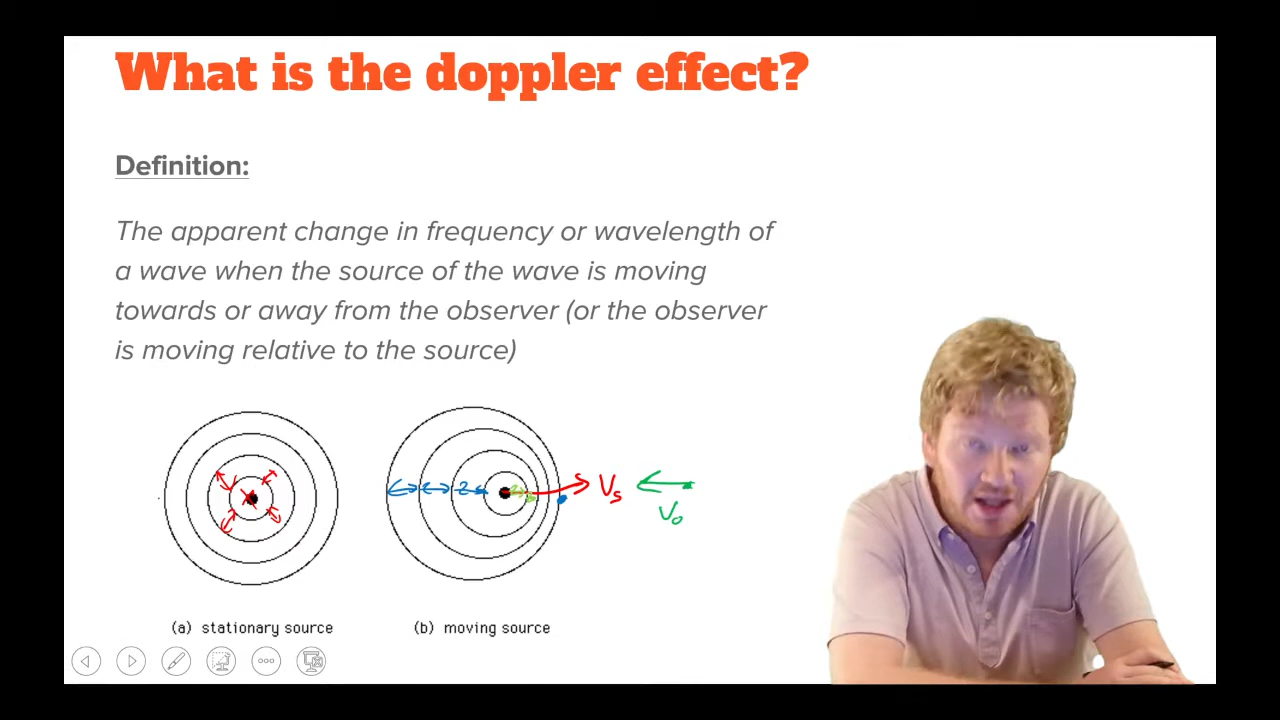 What is the doppler effect?
Definition:
The apparent change in frequency or wavelength of
a wave when the source of the wave is moving
towards or away from the observer (or the observer
is moving relative to the source)
Vs
Vo
(a) stationary source
(b) moving source